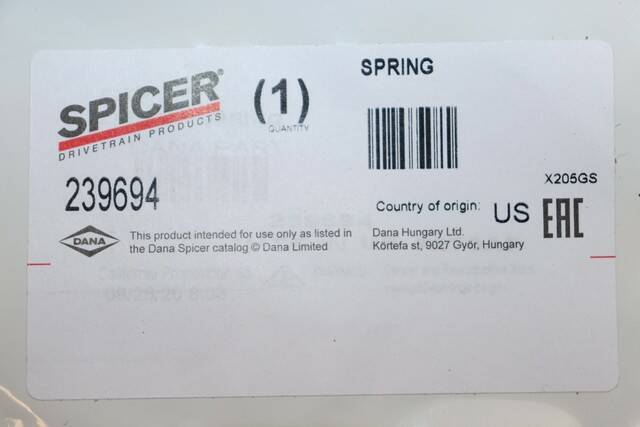 SPRING
SPICER®
DRIVETRAIN PRODUCTS
(1)
QUANTITY
239694
X205GS
Country of origin: US
EAC
DANA
This product intended for use only as listed in
the Dana Spicer catalog © Dana Limited
Dana Hungary Ltd.
Körtefa st, 9027 Györ, Hungary